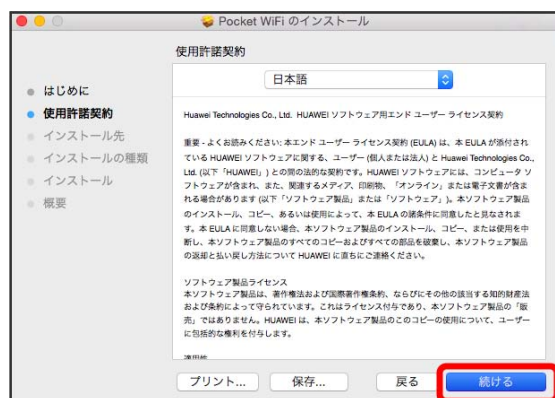 Pocket WiFi のインストール
使用許諾契約
はじめに
使用許諾契約
インストール先
インストールの種類
インストール
概要
日本語
Huawei Technologies Co., Ltd. HUAWEI ソフトウェア用エンド ユーザー ライセンス契約
重要 - よくお読みください: 本エンド ユーザー ライセンス契約 (EULA) は、本 EULA が添付され
ている HUAWEI ソフトウェアに関する、ユーザー (個人または法人) と Huawei Technologies Co.,
Ltd. (以下「HUAWEI」) との間の法的な契約です。HUAWEI ソフトウェアには、コンピュータ ソ
フトウェアが含まれ、また、関連するメディア、印刷物、「オンライン」または電子文書が含ま
れる場合があります (以下「ソフトウェア製品」または「ソフトウェア」)。本ソフトウェア製品
のインストール、コピー、あるいは使用によって、本 EULA の諸条件に同意したと見なされま
す。本 EULA に同意しない場合、本ソフトウェア製品のインストール、コピー、または使用を中
断し、本ソフトウェア製品のすべてのコピーおよびすべての部品を破棄し、本ソフトウェア製品
の返却と払い戻し方法について HUAWEI に直ちにご連絡ください。
ソフトウェア製品ライセンス
本ソフトウェア製品は、著作権法および国際著作権条約、ならびにその他の該当する知的財産法
および条約によって守られています。これはライセンス付与であり、本ソフトウェア製品の「販
売」ではありません。HUAWEI は、本ソフトウェア製品のこのコピーの使用について、ユーザー
に包括的な権利を付与します。
プリント...
保存...
戻る
続ける